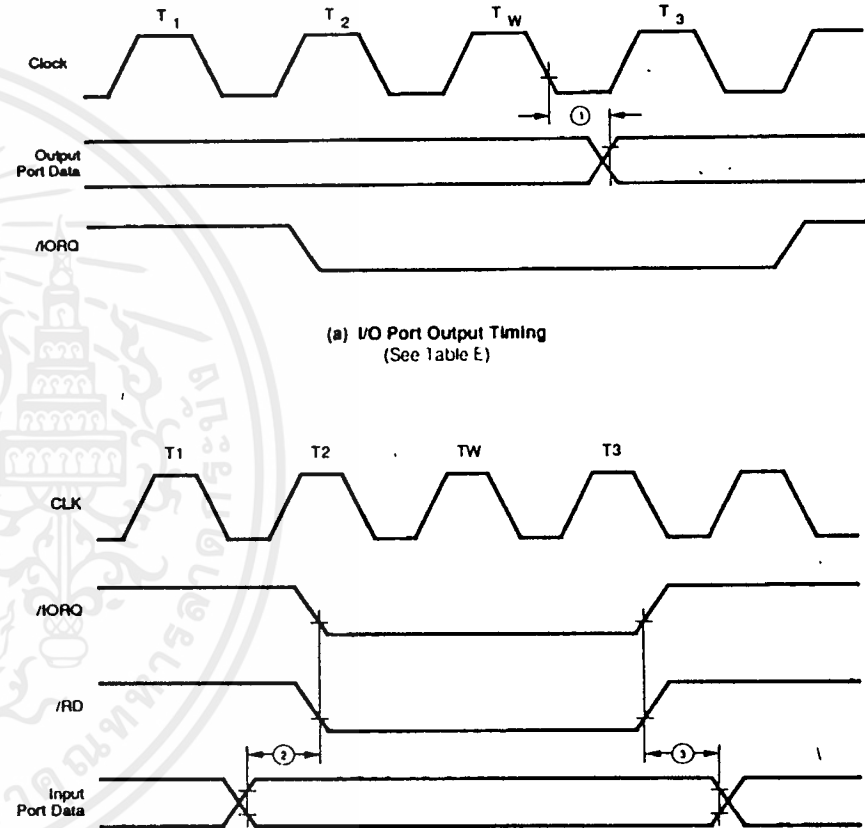 T 1 T 2 T W T 3
Clock
①
Output
Port Data
/IORQ
(a) I/O Port Output Timing
(See Table E)
T1 T2 TW T3
CLK
/IORQ
/RD
② ③
Input
Port Data